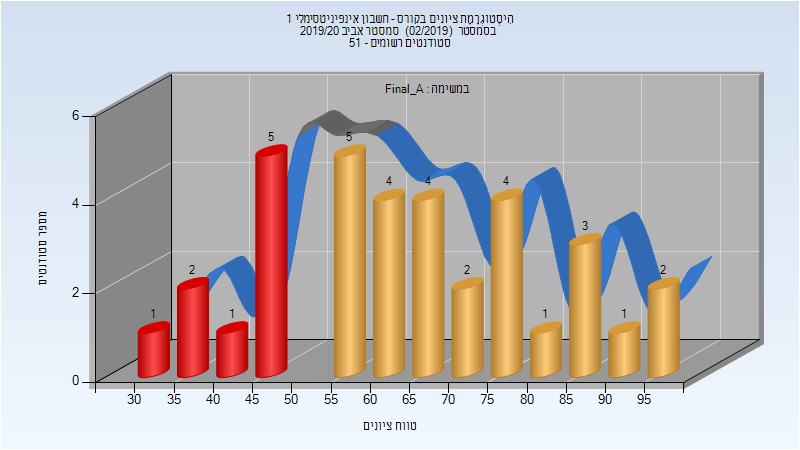 היסטוגרמת ציונים בקורס - חשבון אינפיניטסימלי 1
בסמסטר (02/2019) סמסטר אביב 2019/20
סטודנטים רשומים - 51
במשימה : Final_A
מספר סטודנטים
6
4
2
0
1
2
1
5
5
4
4
2
4
1
3
1
2
30 35 40 45 50 55 60 65 70 75 80 85 90 95
טווח ציונים